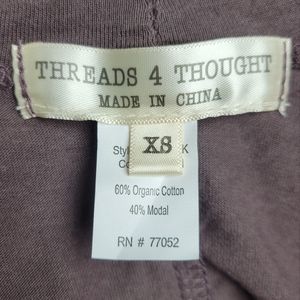 THREADS 4 THOUGHT
MADE IN CHINA
XS
60% Organic Cotton
40% Modal
RN # 77052